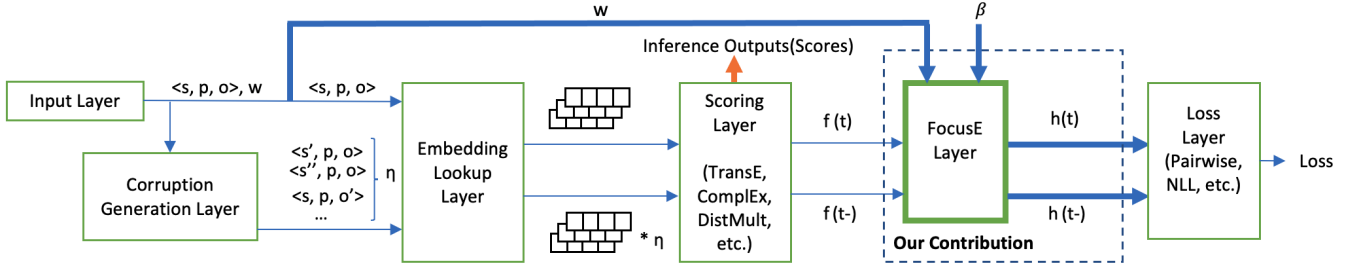 w
β
Inference Outputs(Scores)
Input Layer
<s, p, o>, w
<s, p, o>
Corruption
Generation Layer
<s’, p, o>
<s’’, p, o>
<s, p, o’>
...
η
Embedding
Lookup
Layer
* η
Scoring
Layer
(TransE,
ComplEx,
DistMult,
etc.)
f (t)
f (t-)
FocusE
Layer
Our Contribution
h(t)
h (t-)
Loss
Layer
(Pairwise,
NLL, etc.)
Loss